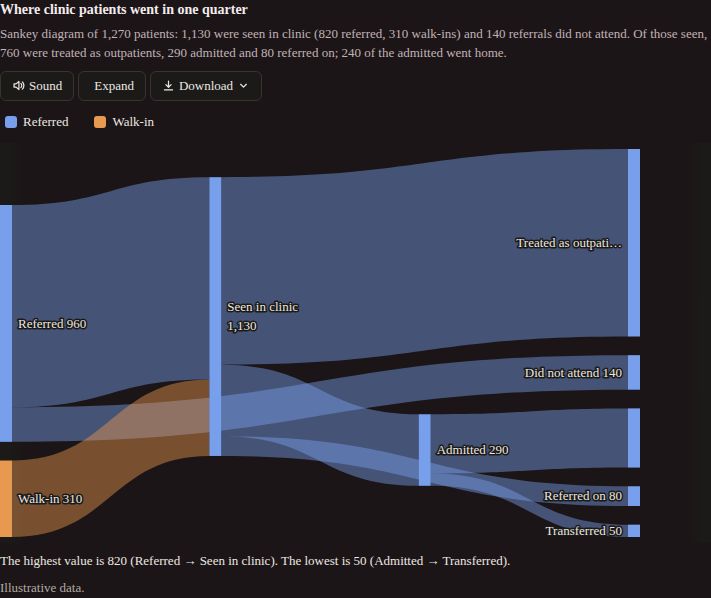 Where clinic patients went in one quarter
Sankey diagram of 1,270 patients: 1,130 were seen in clinic (820 referred, 310 walk-ins) and 140 referrals did not attend. Of those seen,
760 were treated as outpatients, 290 admitted and 80 referred on; 240 of the admitted went home.
Sound Expand Download
Referred Walk-in
Treated as outpati…
Seen in clinic
1,130
Referred 960
Did not attend 140
Admitted 290
Referred on 80
Walk-in 310
Transferred 50
The highest value is 820 (Referred → Seen in clinic). The lowest is 50 (Admitted → Transferred).
Illustrative data.